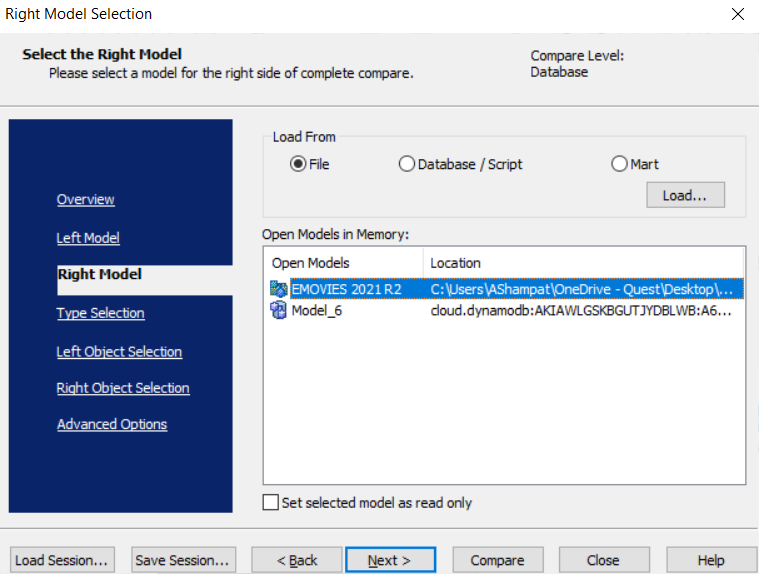 Right Model Selection
Select the Right Model
Please select a model for the right side of complete compare.
Compare Level:
Database
Overview
Left Model
Right Model
Type Selection
Left Object Selection
Right Object Selection
Advanced Options
Load From
File
Database / Script
Mart
Load...
Open Models in Memory:
Open Models Location
EMOVIES 2021 R2 C:\Users\AShampat\OneDrive - Quest\Desktop\...
Model_6 cloud.dynamodb:AKIAWLGSKBGUTJYDBLWB:A6...
Set selected model as read only
Load Session... Save Session... < Back Next > Compare Close Help